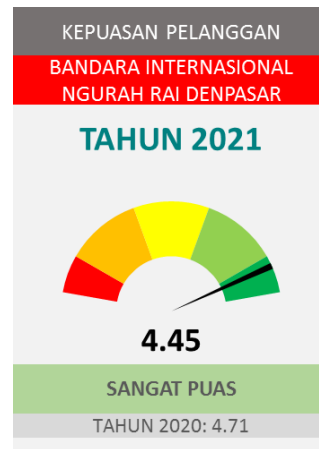 KEPUASAN PELANGGAN
BANDARA INTERNASIONAL
NGURAH RAI DENPASAR
TAHUN 2021
4.45
SANGAT PUAS
TAHUN 2020: 4.71